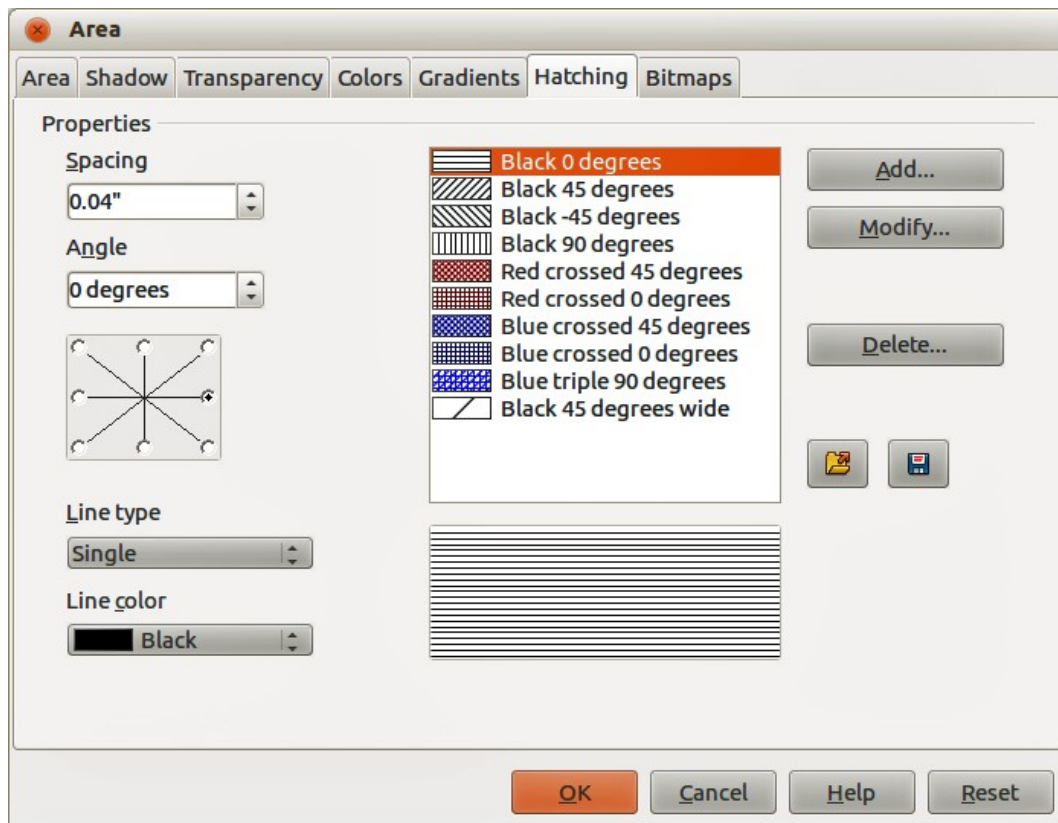 Area
Area Shadow Transparency Colors Gradients Hatching Bitmaps
Properties
Spacing
0.04"
Angle
0 degrees
Line type
Single
Line color
Black
Black 0 degrees
Black 45 degrees
Black -45 degrees
Black 90 degrees
Red crossed 45 degrees
Red crossed 0 degrees
Blue crossed 45 degrees
Blue crossed 0 degrees
Blue triple 90 degrees
Black 45 degrees wide
Add...
Modify...
Delete...
OK Cancel Help Reset